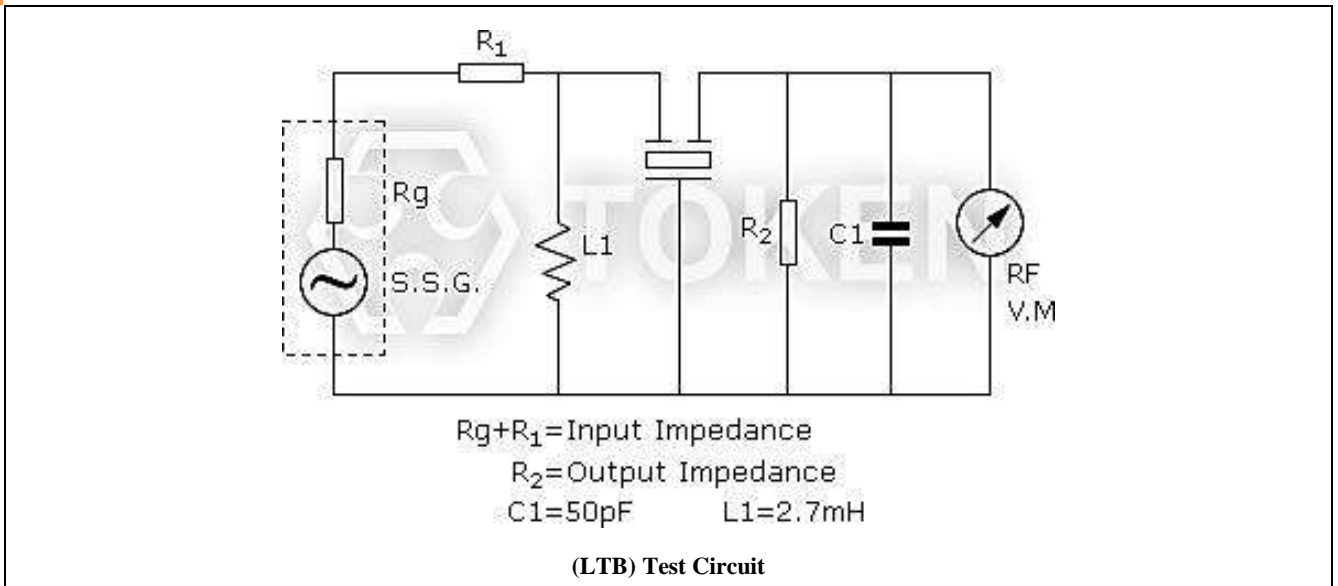 R₁
TOKEN
Rg
S.S.G.
L1
R₂
C1
RF
V.M
Rg+R₁=Input Impedance
R₂=Output Impedance
C1=50pF L1=2.7mH
(LTB) Test Circuit